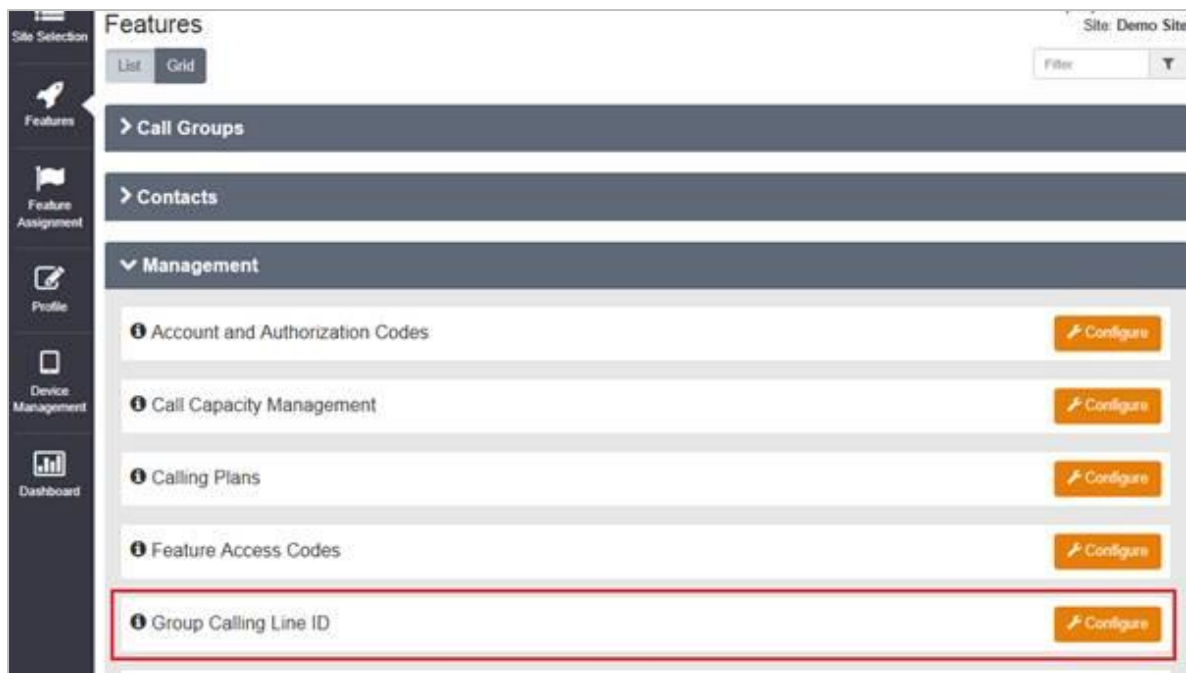 Site Selection
Features
Site: Demo Site
List
Grid
Filter
Features
Call Groups
Feature
Assignment
Contacts
Management
Profile
Account and Authorization Codes
Configure
Device
Management
Call Capacity Management
Configure
Dashboard
Calling Plans
Configure
Feature Access Codes
Configure
Group Calling Line ID
Configure